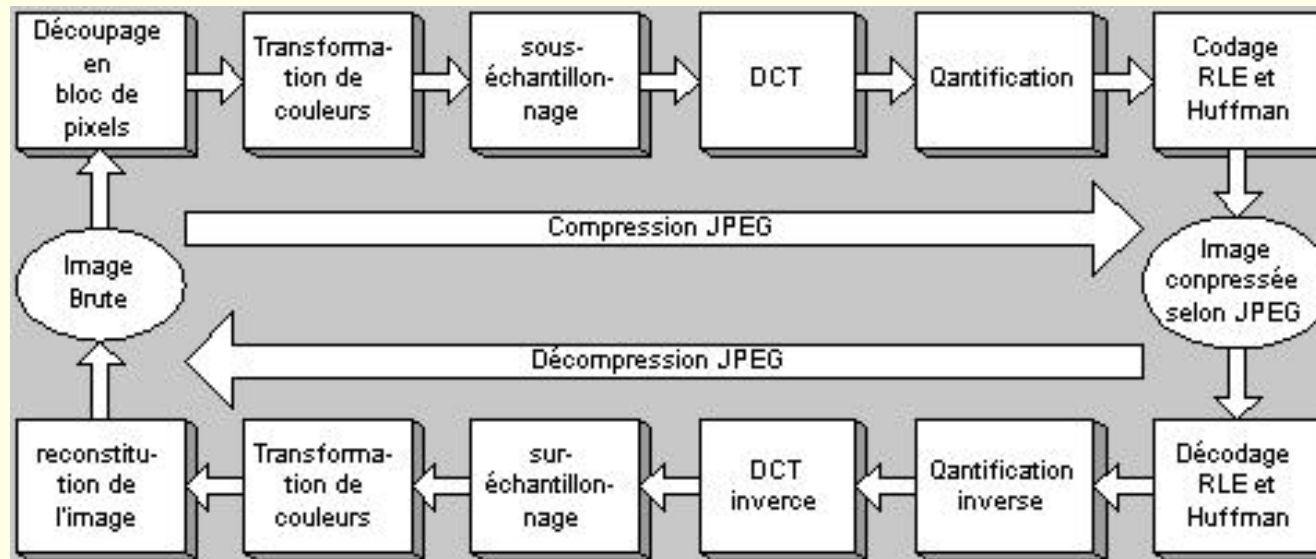 Découpage
en
bloc de
pixels
Transforma-
tion de
couleurs
sous-
échantillon-
nage
DCT
Qantification
Codage
RLE et
Huffman
Compression JPEG
Image
Brute
Image
conpressée
selon JPEG
Décompression JPEG
reconstitu-
tion de
l'image
Transforma-
tion de
couleurs
sur-
échantillon-
nage
DCT
inverce
Qantification
inverse
Décodage
RLE et
Huffman